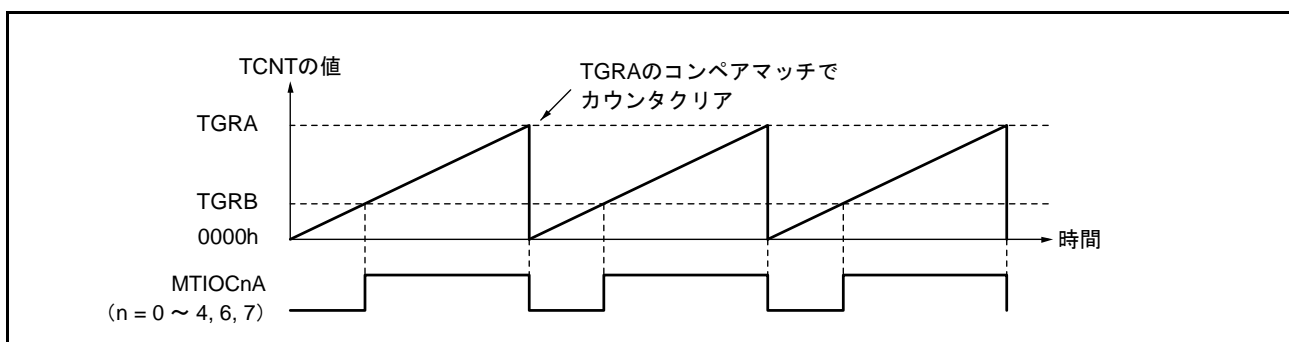 TCNTの値
TGRAのコンペアマッチで
カウンタクリア
TGRA
TGRB
0000h
時間
MTIOCnA
（n = 0 ～ 4, 6, 7）